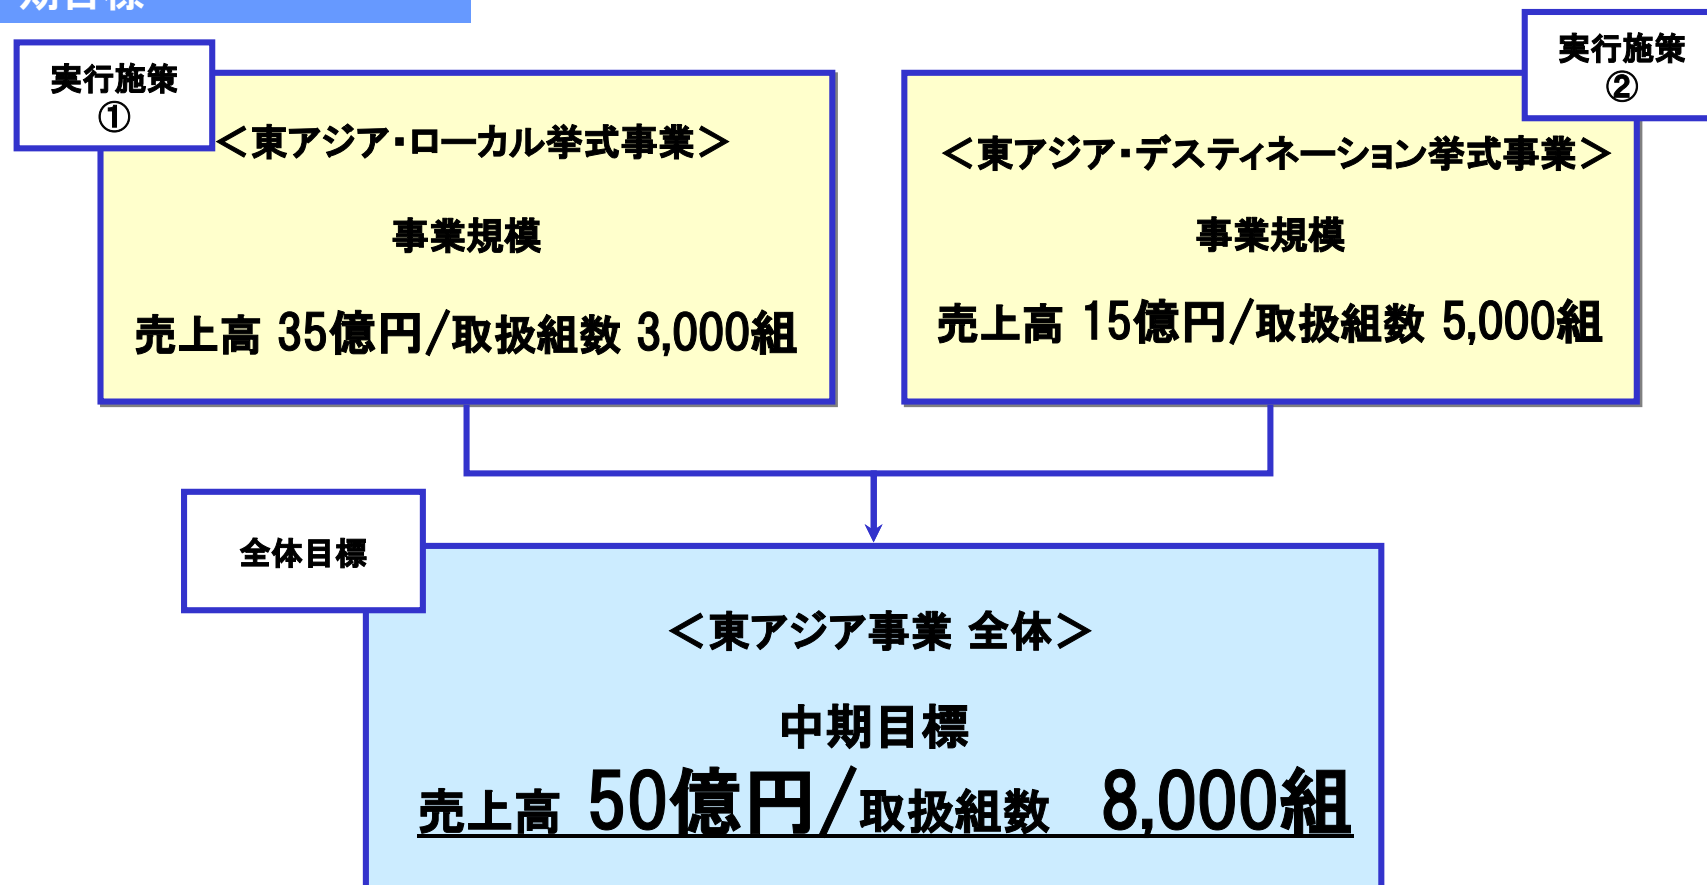 期目標
実行施策
①
＜東アジア・ローカル挙式事業＞
事業規模
売上高 35億円/取扱組数 3,000組
実行施策
②
＜東アジア・デスティネーション挙式事業＞
事業規模
売上高 15億円/取扱組数 5,000組
全体目標
＜東アジア事業 全体＞
中期目標
売上高 50億円/取扱組数 8,000組